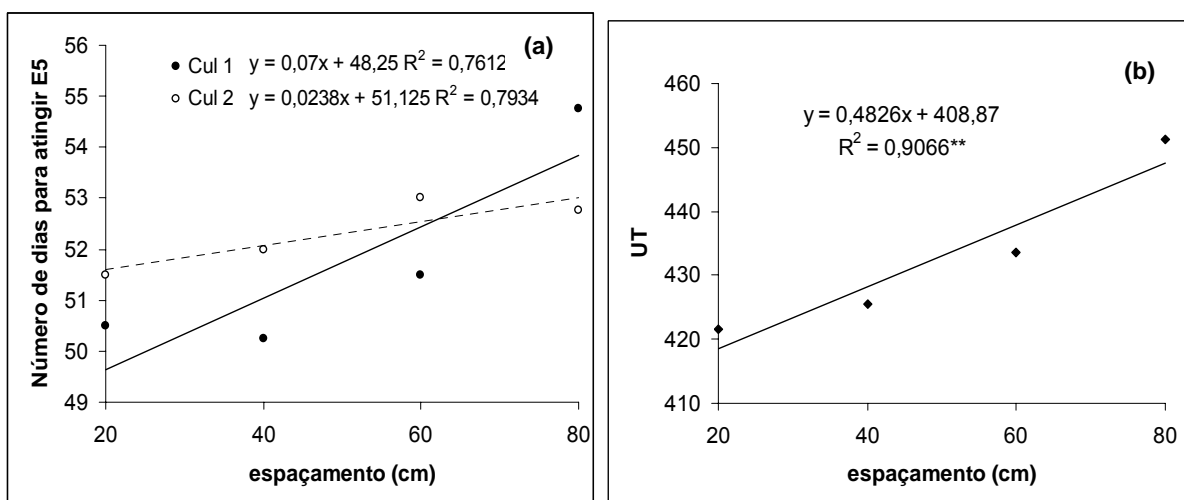 (a)
Cul 1 y = 0,07x + 48,25 R² = 0,7612
Cul 2 y = 0,0238x + 51,125 R² = 0,7934
Número de dias para atingir E5
56
55
54
53
52
51
50
49
20 40 60 80
espaçamento (cm)
(b)
y = 0,4826x + 408,87
R² = 0,9066**
UT
460
450
440
430
420
410
20 40 60 80
espaçamento (cm)